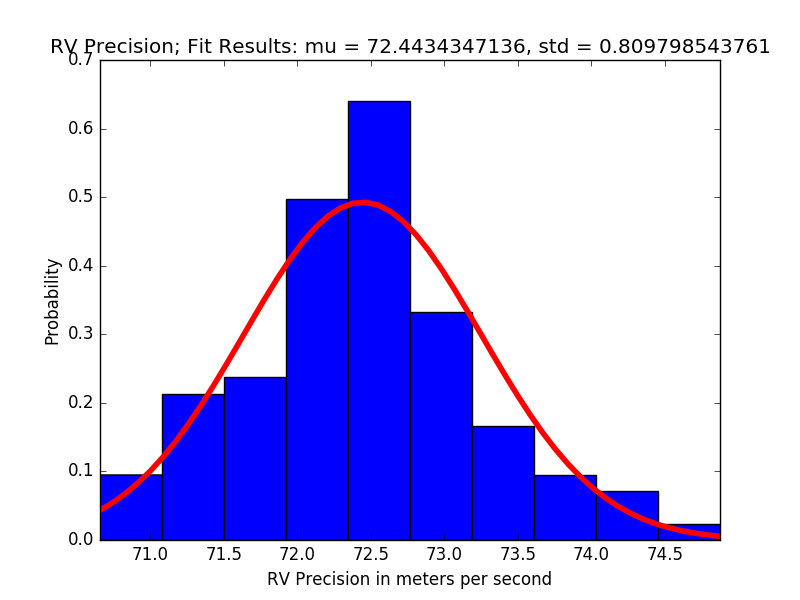 RV Precision; Fit Results: mu = 72.4434347136, std = 0.809798543761
0.7
0.6
0.5
0.4
0.3
0.2
0.1
0.0
Probability
71.0 71.5 72.0 72.5 73.0 73.5 74.0 74.5
RV Precision in meters per second